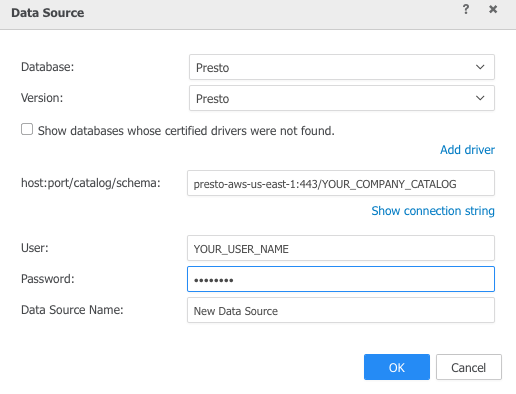 Data Source ? ×
Database: Presto
Version: Presto
Show databases whose certified drivers were not found.
Add driver
host:port/catalog/schema: presto-aws-us-east-1:443/YOUR_COMPANY_CATALOG
Show connection string
User: YOUR_USER_NAME
Password: ••••••••
Data Source Name: New Data Source
OK Cancel